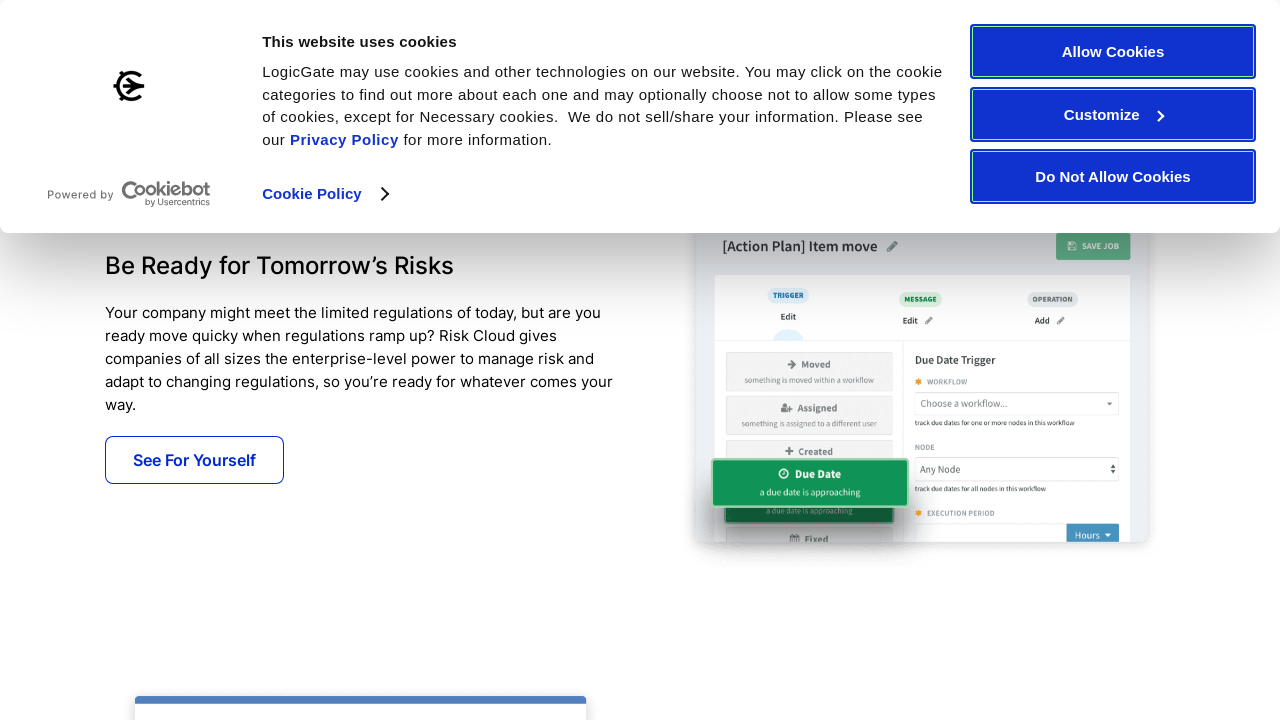 This website uses cookies
LogicGate may use cookies and other technologies on our website. You may click on the cookie
categories to find out more about each one and may optionally choose not to allow some types
of cookies, except for Necessary cookies.  We do not sell/share your information. Please see
our Privacy Policy for more information.
Powered by Cookiebot
by Usercentrics
Cookie Policy
Allow Cookies
Customize
Do Not Allow Cookies
Be Ready for Tomorrow’s Risks
Your company might meet the limited regulations of today, but are you
ready move quicky when regulations ramp up? Risk Cloud gives
companies of all sizes the enterprise-level power to manage risk and
adapt to changing regulations, so you’re ready for whatever comes your
way.
See For Yourself
[Action Plan] Item move
SAVE JOB
TRIGGER
Edit
MESSAGE
Edit
OPERATION
Add
Moved
something is moved within a workflow
Assigned
something is assigned to a different user
Created
Due Date
a due date is approaching
a due date is approaching
Fixed
Due Date Trigger
WORKFLOW
Choose a workflow...
track due dates for one or more nodes in this workflow
NODE
Any Node
track due dates for all nodes in this workflow
EXECUTION PERIOD
Hours